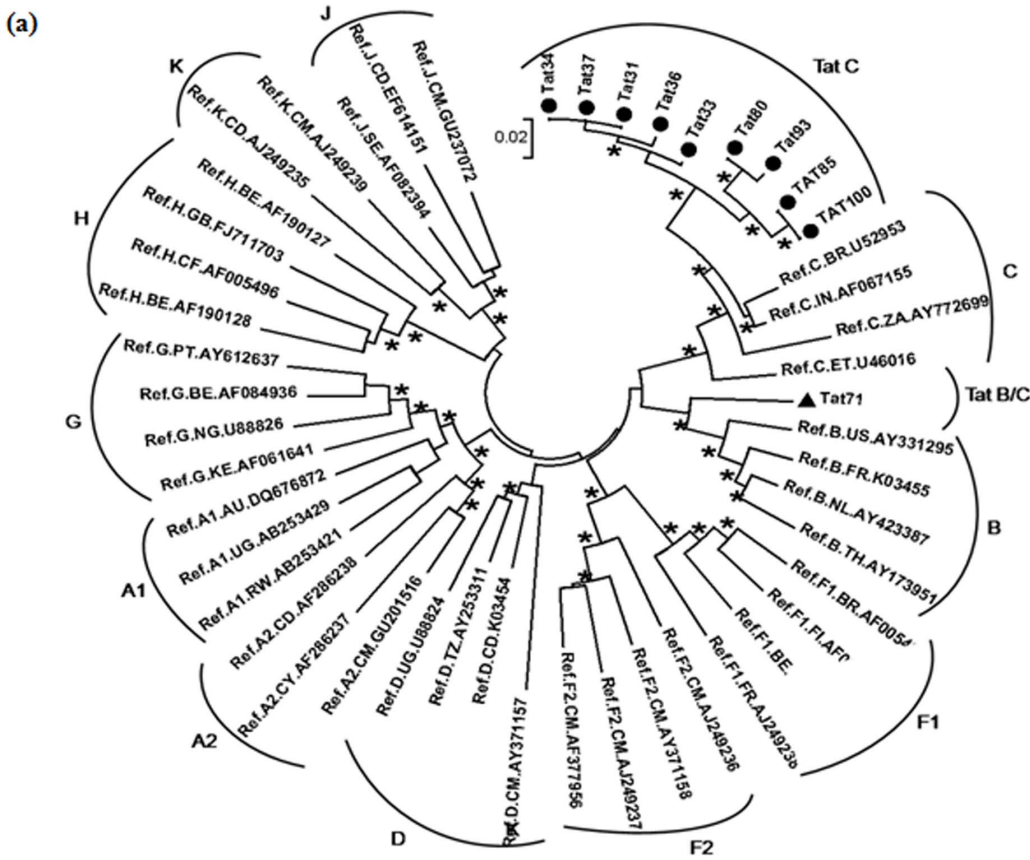 (a)
J
K
H
G
A1
A2
D
F2
F1
B
Tat B/C
C
Tat C
0.02
Tat34
Tat37
Tat31
Tat36
Tat33
Tat80
Tat93
TAT85
TAT100
Ref.C.BR.U52953
Ref.C.IN.AF067155
Ref.C.ZA.AY772699
Ref.C.ET.U46016
Tat71
Ref.B.US.AY331295
Ref.B.FR.K03455
Ref.B.NL.AY423387
Ref.B.TH.AY173951
Ref.F1.BR.AF005
Ref.F1.FI.AF
Ref.F1.BE.
Ref.F1.FR.AJ24923
Ref.F2.CM.AJ249236
Ref.F2.CM.AY371158
Ref.F2.CM.AJ249237
Ref.F2.CM.AF377956
Ref.D.CM.AY371157
Ref.D.CD.K03454
Ref.D.TZ.AY253311
Ref.D.UG.U88824
Ref.A2.CM.GU201516
Ref.A2.CY.AF286237
Ref.A2.CD.AF286238
Ref.A1.RW.AB253421
Ref.A1.UG.AB253429
Ref.A1.AU.DQ676872
Ref.G.KE.AF061641
Ref.G.NG.U88826
Ref.G.BE.AF084936
Ref.G.PT.AY612637
Ref.H.BE.AF190128
Ref.H.CF.AF005496
Ref.H.GB.FJ711703
Ref.H.BE.AF190127
Ref.K.CD.AJ249235
Ref.K.CM.AJ249239
Ref.J.SE.AF082394
Ref.J.CD.EF614151
Ref.J.CM.GU237072